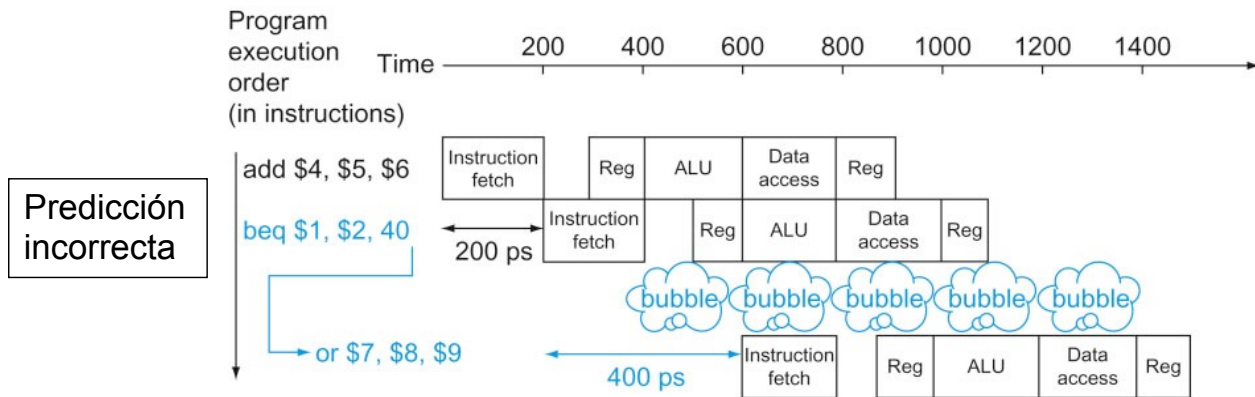 Program
execution
order
(in instructions)
Time
200 400 600 800 1000 1200 1400
Predicción
incorrecta
add $4, $5, $6
Instruction
fetch
Reg
ALU
Data
access
Reg
beq $1, $2, 40
200 ps
Instruction
fetch
Reg
ALU
Data
access
Reg
bubble bubble bubble bubble bubble
or $7, $8, $9
400 ps
Instruction
fetch
Reg
ALU
Data
access
Reg